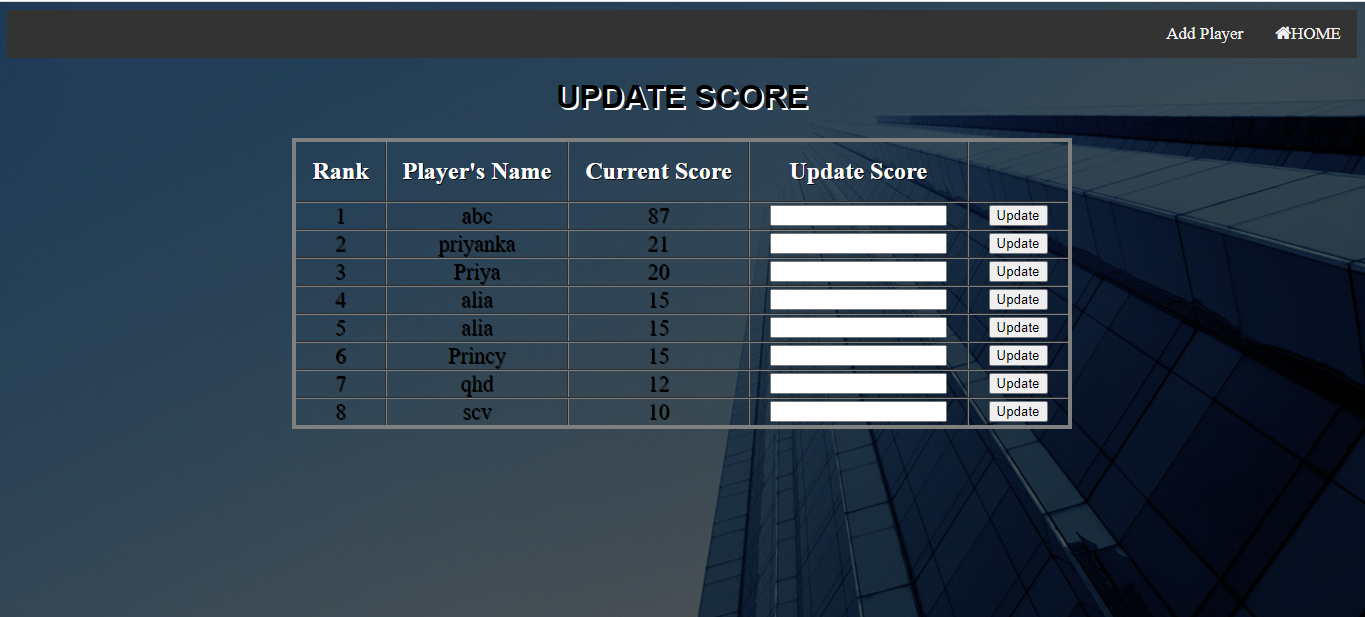 Add Player HOME
UPDATE SCORE
Rank Player's Name Current Score Update Score
1 abc 87 Update
2 priyanka 21 Update
3 Priya 20 Update
4 alia 15 Update
5 alia 15 Update
6 Princy 15 Update
7 qhd 12 Update
8 scv 10 Update